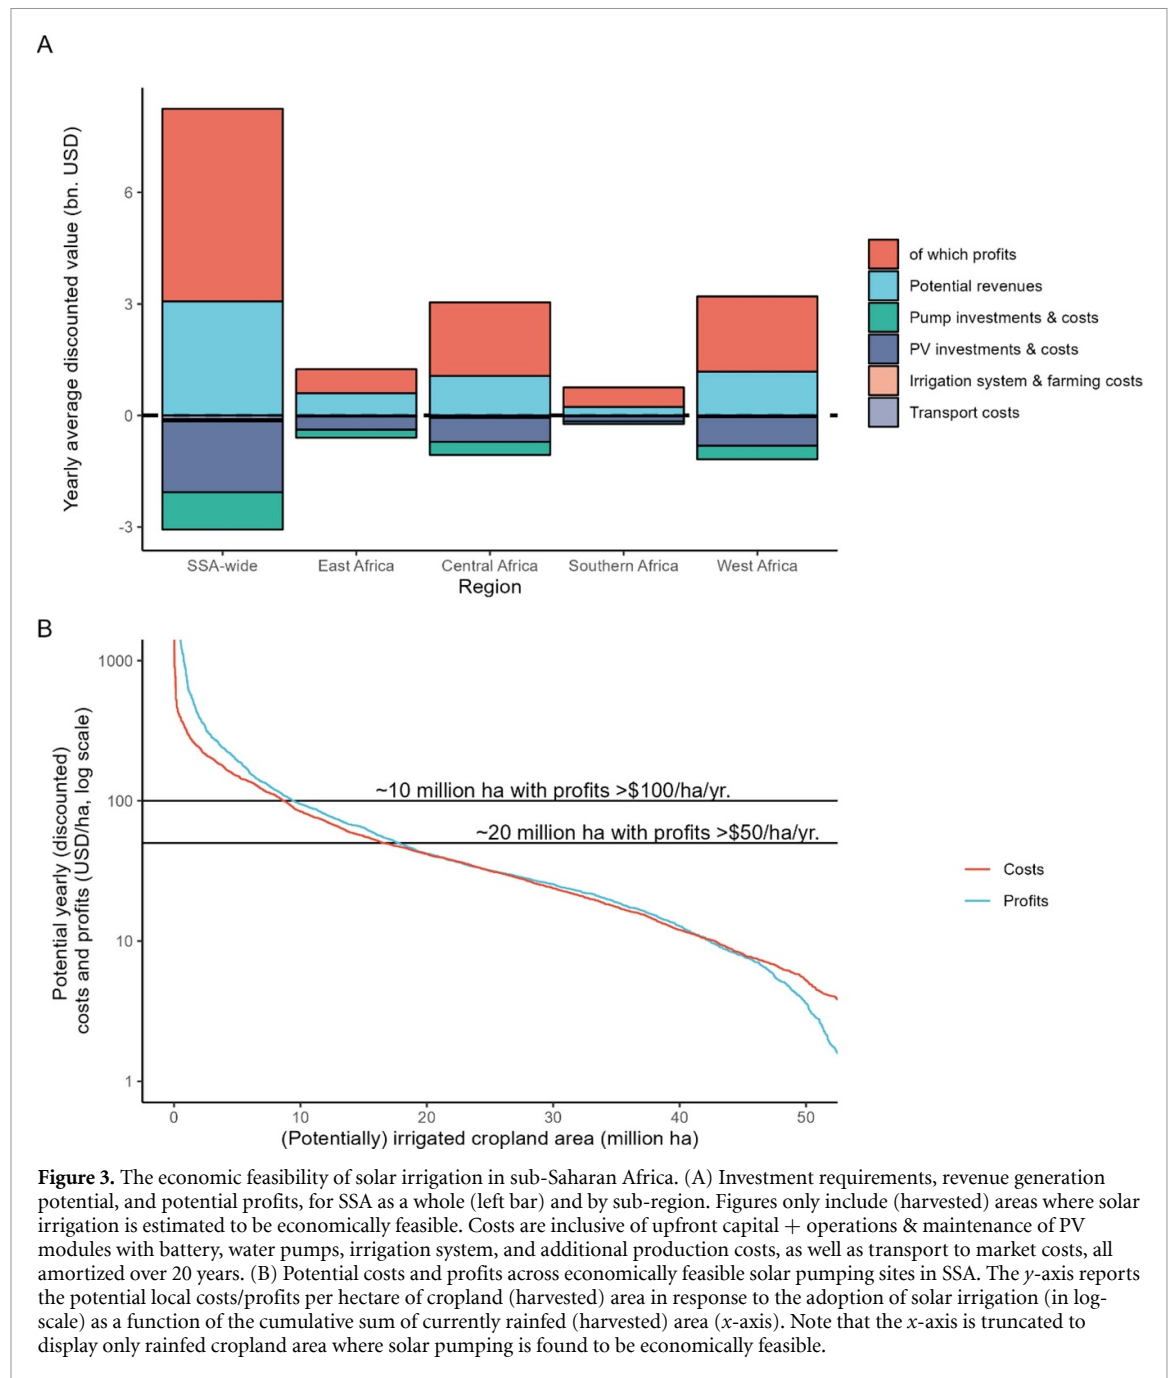 A
Yearly average discounted value (bn. USD)
6
3
0
-3
SSA-wide
East Africa
Central Africa
Southern Africa
West Africa
Region
of which profits
Potential revenues
Pump investments & costs
PV investments & costs
Irrigation system & farming costs
Transport costs
B
Potential yearly (discounted)
costs and profits (USD/ha, log scale)
1000
100
10
1
~10 million ha with profits >$100/ha/yr.
~20 million ha with profits >$50/ha/yr.
0
10
20
30
40
50
(Potentially) irrigated cropland area (million ha)
Costs
Profits
Figure 3. The economic feasibility of solar irrigation in sub-Saharan Africa. (A) Investment requirements, revenue generation
potential, and potential profits, for SSA as a whole (left bar) and by sub-region. Figures only include (harvested) areas where solar
irrigation is estimated to be economically feasible. Costs are inclusive of upfront capital + operations & maintenance of PV
modules with battery, water pumps, irrigation system, and additional production costs, as well as transport to market costs, all
amortized over 20 years. (B) Potential costs and profits across economically feasible solar pumping sites in SSA. The y-axis reports
the potential local costs/profits per hectare of cropland (harvested) area in response to the adoption of solar irrigation (in log-
scale) as a function of the cumulative sum of currently rainfed (harvested) area (x-axis). Note that the x-axis is truncated to
display only rainfed cropland area where solar pumping is found to be economically feasible.